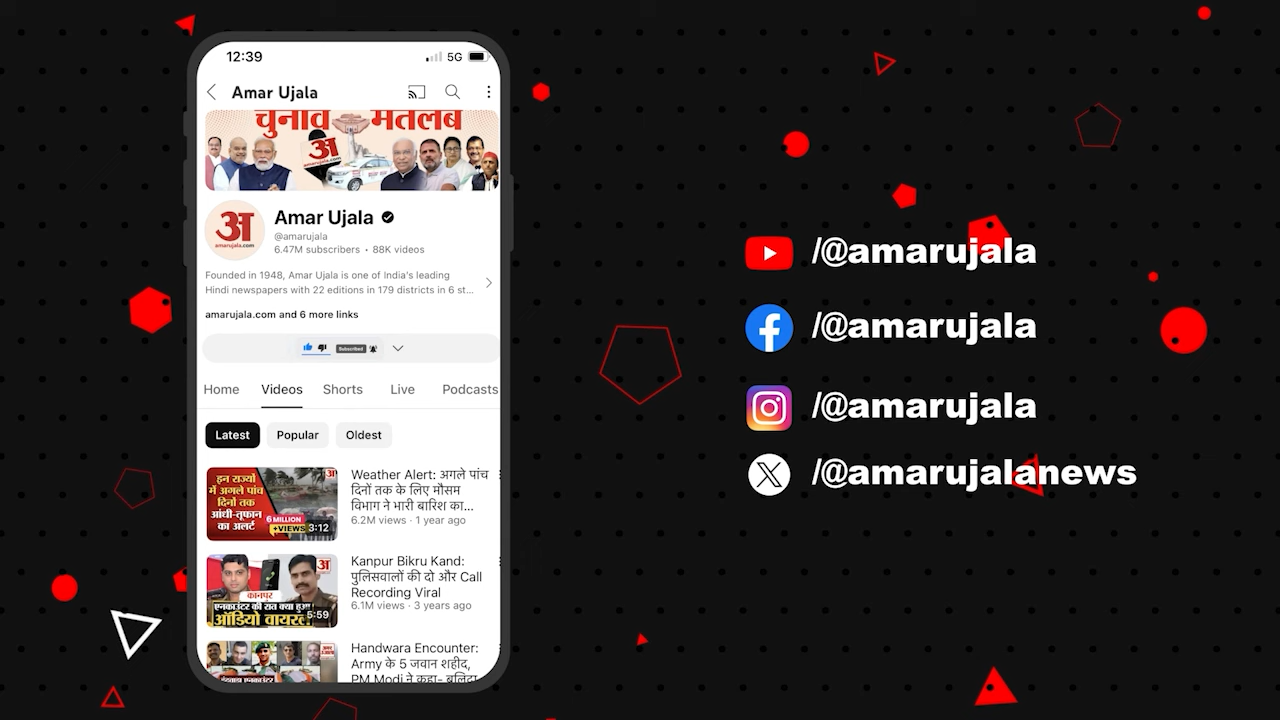 12:39
5G
Amar Ujala
चुनाव मतलब
अ
amarujala.com
अ
amarujala.com
Amar Ujala
@amarujala
6.47M subscribers • 88K videos
Founded in 1948, Amar Ujala is one of India's leading
Hindi newspapers with 22 editions in 179 districts in 6 st...
amarujala.com and 6 more links
Subscribed
Home Videos Shorts Live Podcasts
Latest Popular Oldest
हन राज्यों
में अगले पांच
दिनों तक
आंधी-तूफान
का अलर्ट
6 MILLION
+VIEWS
3:12
अ
Weather Alert: अगले पांच
दिनों तक के लिए मौसम
विभाग ने भारी बारिश का...
6.2M views · 1 year ago
अ
कानपुर
एनकाउंटर की रात क्या हुआ
ऑडियो वायरल
5:59
Kanpur Bikru Kand:
पुलिसवालों की दो और Call
Recording Viral
6.1M views · 3 years ago
Handwara Encounter:
Army के 5 जवान शहीद,
PM Modi ने कहा-
/@amarujala
/@amarujala
/@amarujala
/@amarujalanews